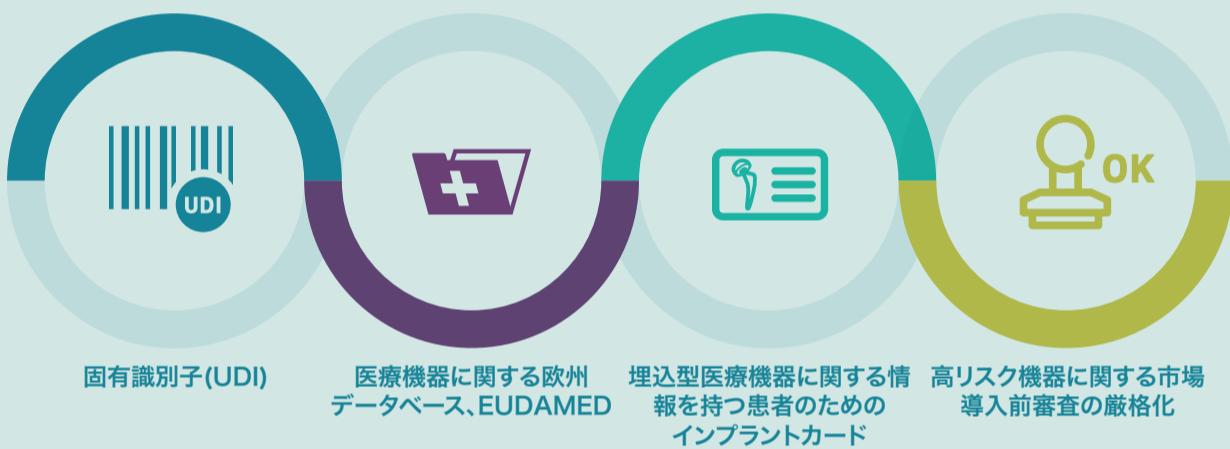 UDI
OK
固有識別子(UDI)
医療機器に関する欧州
データベース、EUDAMED
埋込型医療機器に関する情
報を持つ患者のための
インプラントカード
高リスク機器に関する市場
導入前審査の厳格化